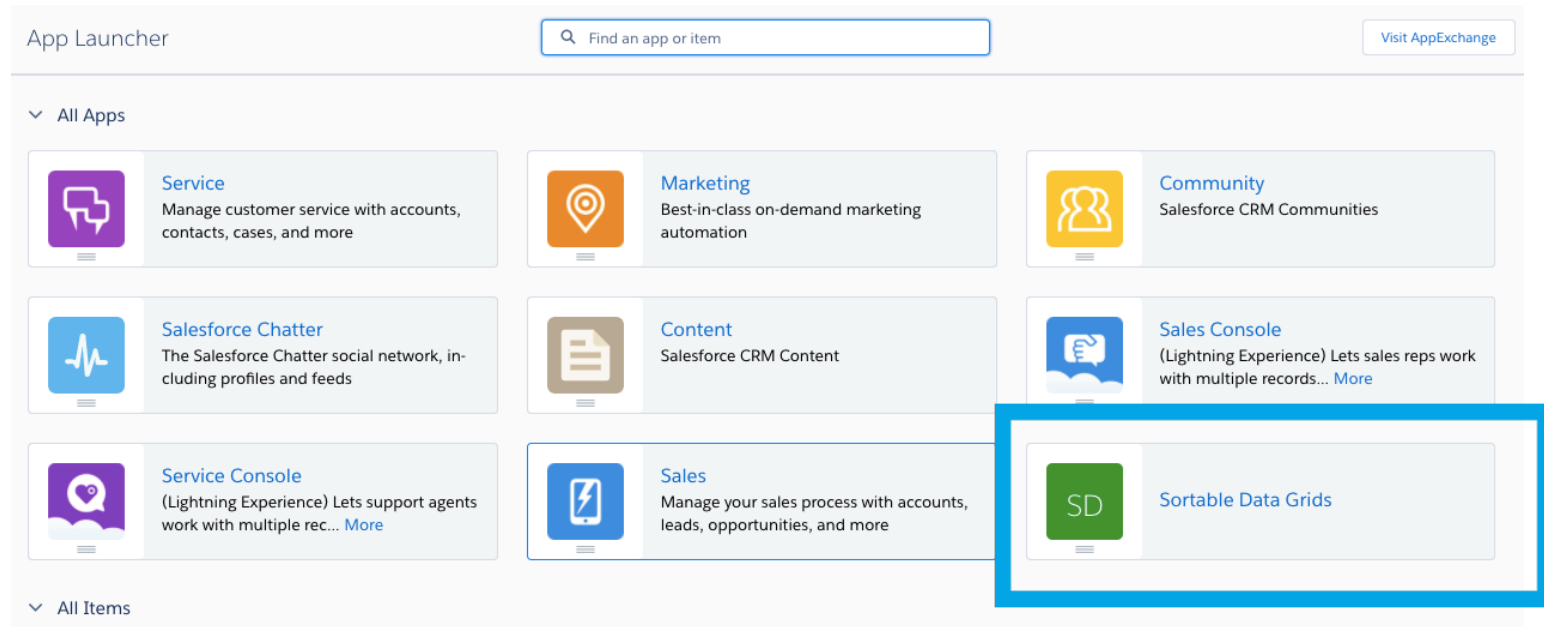 App Launcher
Find an app or item
Visit AppExchange
All Apps
Service
Manage customer service with accounts,
contacts, cases, and more
Marketing
Best-in-class on-demand marketing
automation
Community
Salesforce CRM Communities
Salesforce Chatter
The Salesforce Chatter social network, in-
cluding profiles and feeds
Content
Salesforce CRM Content
Sales Console
(Lightning Experience) Lets sales reps work
with multiple records... More
Service Console
(Lightning Experience) Lets support agents
work with multiple rec... More
Sales
Manage your sales process with accounts,
leads, opportunities, and more
SD
Sortable Data Grids
All Items